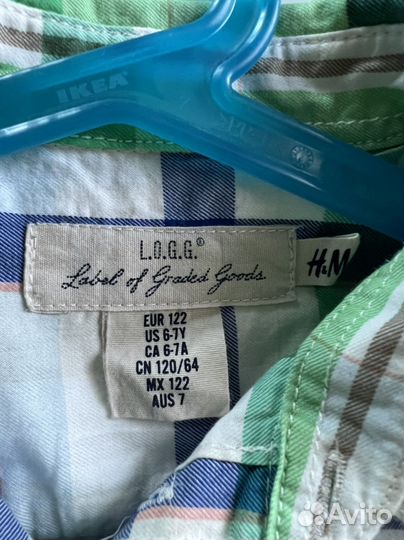 IKEA
L.O.G.G.®
Label of Graded Goods
H&M
EUR 122
US 6-7Y
CA 6-7A
CN 120/64
MX 122
AUS 7
Avito